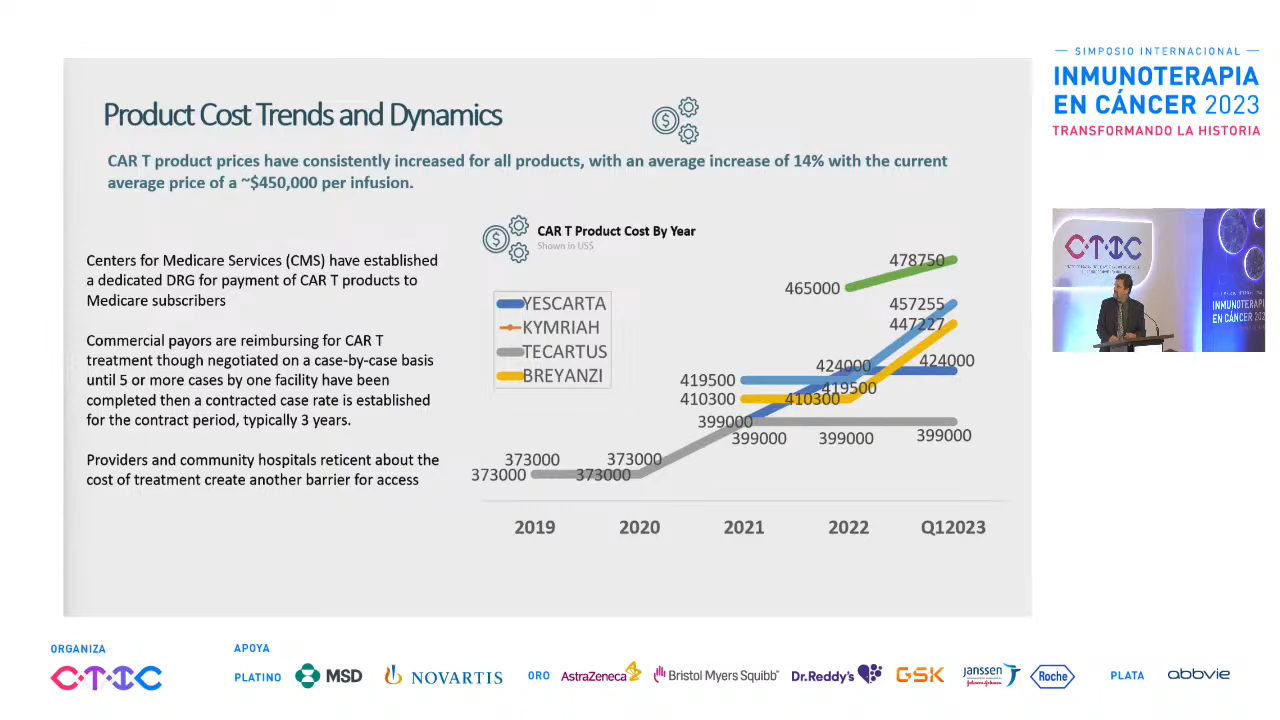 SIMPOSIO INTERNACIONAL
INMUNOTERAPIA
EN CÁNCER 2023
TRANSFORMANDO LA HISTORIA
Product Cost Trends and Dynamics
CAR T product prices have consistently increased for all products, with an average increase of 14% with the current
average price of a ~$450,000 per infusion.
Centers for Medicare Services (CMS) have established
a dedicated DRG for payment of CAR T products to
Medicare subscribers
Commercial payors are reimbursing for CAR T
treatment though negotiated on a case-by-case basis
until 5 or more cases by one facility have been
completed then a contracted case rate is established
for the contract period, typically 3 years.
Providers and community hospitals reticent about the
cost of treatment create another barrier for access
CAR T Product Cost By Year
Shown in US$
YESCARTA
KYMRIAH
TECARTUS
BREYANZI
478750
465000
457255
447227
424000
424000
419500
419500
410300
410300
399000
399000
399000
399000
373000
373000
373000
373000
2019 2020 2021 2022 Q12023
CTIC
INMUNOTERAPIA
EN CÁNCER 202
ORGANIZA
CTIC
APOYA
PLATINO
MSD
NOVARTIS
ORO
AstraZeneca
Bristol Myers Squibb
Dr.Reddy's
GSK
Janssen
Johnson&Johnson
Roche
PLATA
abbvie